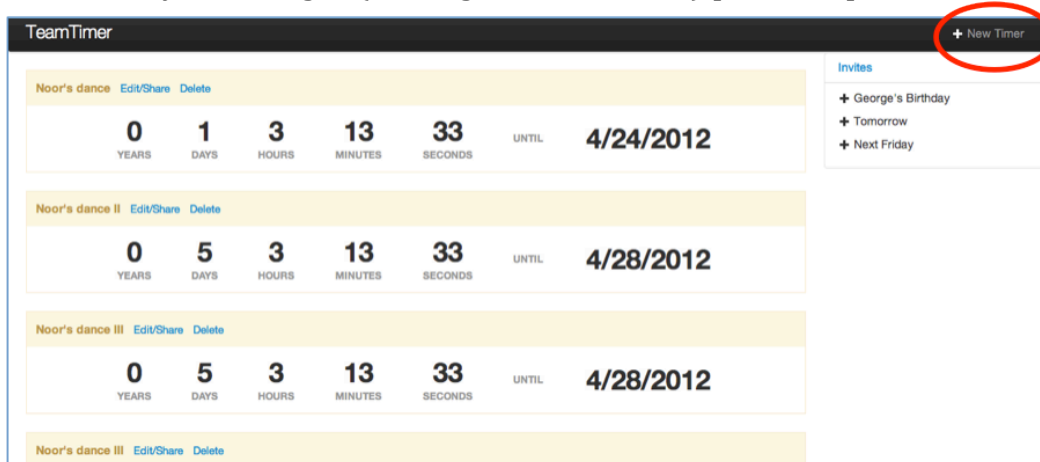 TeamTimer
+ New Timer
Noor's dance Edit/Share Delete
0 1 3 13 33 UNTIL 4/24/2012
YEARS DAYS HOURS MINUTES SECONDS
Noor's dance II Edit/Share Delete
0 5 3 13 33 UNTIL 4/28/2012
YEARS DAYS HOURS MINUTES SECONDS
Noor's dance III Edit/Share Delete
0 5 3 13 33 UNTIL 4/28/2012
YEARS DAYS HOURS MINUTES SECONDS
Noor's dance III Edit/Share Delete
Invites
+ George's Birthday
+ Tomorrow
+ Next Friday